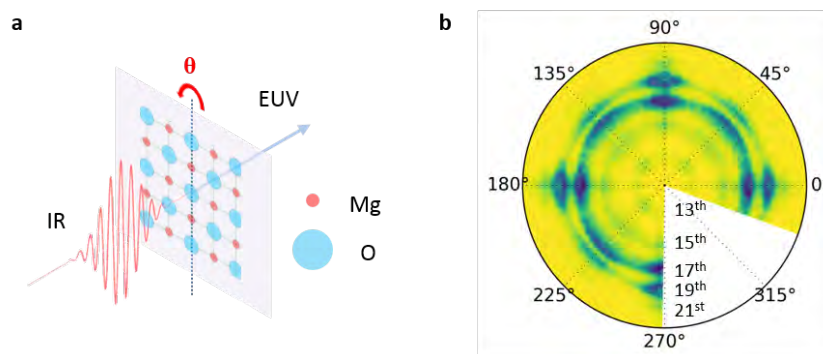 a
θ
EUV
IR
Mg
O
b
90°
135°
45°
180°
0
13th
15th
17th
19th
21st
225°
315°
270°